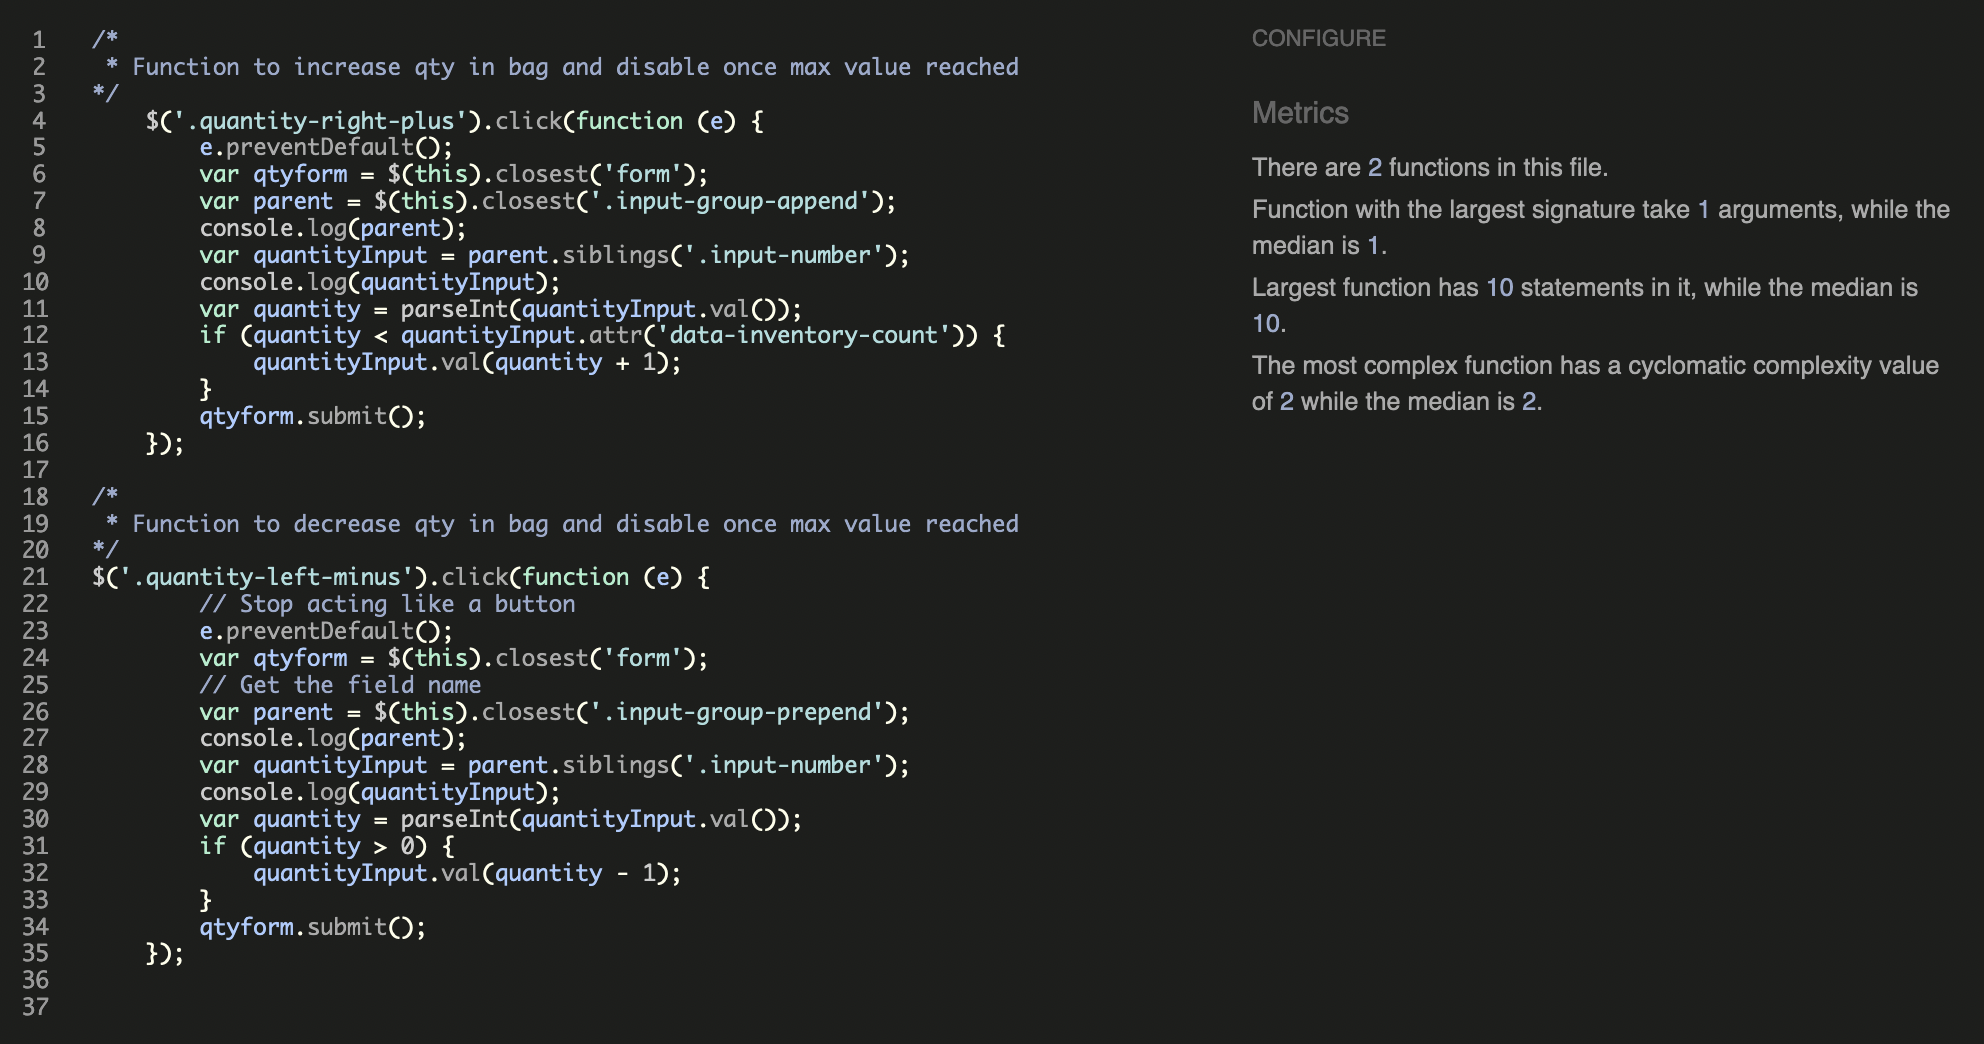 1 /*
2  * Function to increase qty in bag and disable once max value reached
3 */
4     $('.quantity-right-plus').click(function (e) {
5         e.preventDefault();
6         var qtyform = $(this).closest('form');
7         var parent = $(this).closest('.input-group-append');
8         console.log(parent);
9         var quantityInput = parent.siblings('.input-number');
10         console.log(quantityInput);
11         var quantity = parseInt(quantityInput.val());
12         if (quantity < quantityInput.attr('data-inventory-count')) {
13             quantityInput.val(quantity + 1);
14         }
15         qtyform.submit();
16     });
17
18 /*
19  * Function to decrease qty in bag and disable once max value reached
20 */
21 $('.quantity-left-minus').click(function (e) {
22         // Stop acting like a button
23         e.preventDefault();
24         var qtyform = $(this).closest('form');
25         // Get the field name
26         var parent = $(this).closest('.input-group-prepend');
27         console.log(parent);
28         var quantityInput = parent.siblings('.input-number');
29         console.log(quantityInput);
30         var quantity = parseInt(quantityInput.val());
31         if (quantity > 0) {
32             quantityInput.val(quantity - 1);
33         }
34         qtyform.submit();
35     });
36
37
CONFIGURE
Metrics
There are 2 functions in this file.
Function with the largest signature take 1 arguments, while the
median is 1.
Largest function has 10 statements in it, while the median is
10.
The most complex function has a cyclomatic complexity value
of 2 while the median is 2.